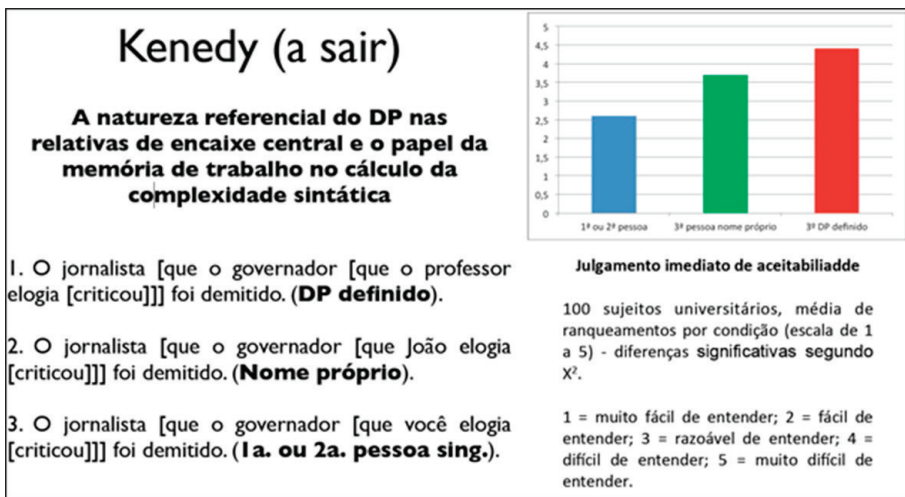 Kenedy (a sair)
A natureza referencial do DP nas
relativas de encaixe central e o papel da
memória de trabalho no cálculo da
complexidade sintática
1. O jornalista [que o governador [que o professor
elogia [criticou]]] foi demitido. (DP definido).
2. O jornalista [que o governador [que João elogia
[criticou]]] foi demitido. (Nome próprio).
3. O jornalista [que o governador [que você elogia
[criticou]]] foi demitido. (1a. ou 2a. pessoa sing.).
5
4,5
4
3,5
3
2,5
2
1,5
1
0,5
0
1ª ou 2ª pessoa
3ª pessoa nome próprio
3ª DP definido
Julgamento imediato de aceitabiliadde
100 sujeitos universitários, média de
ranqueamentos por condição (escala de 1
a 5) - diferenças significativas segundo
X².
1 = muito fácil de entender; 2 = fácil de
entender; 3 = razoável de entender; 4 =
difícil de entender; 5 = muito difícil de
entender.